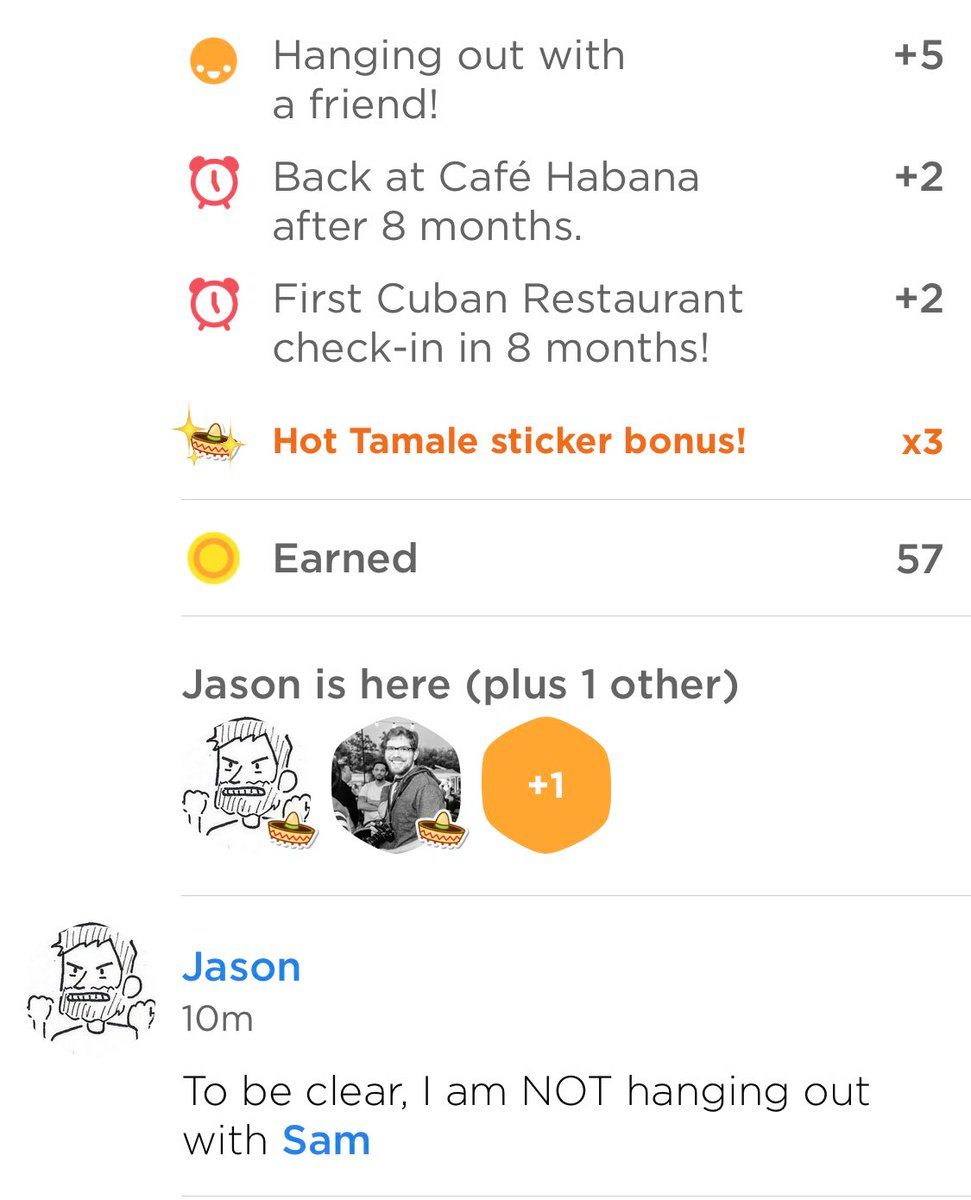 Hanging out with +5
a friend!
Back at Café Habana +2
after 8 months.
First Cuban Restaurant +2
check-in in 8 months!
Hot Tamale sticker bonus! x3
Earned 57
Jason is here (plus 1 other)
+1
Jason
10m
To be clear, I am NOT hanging out
with Sam